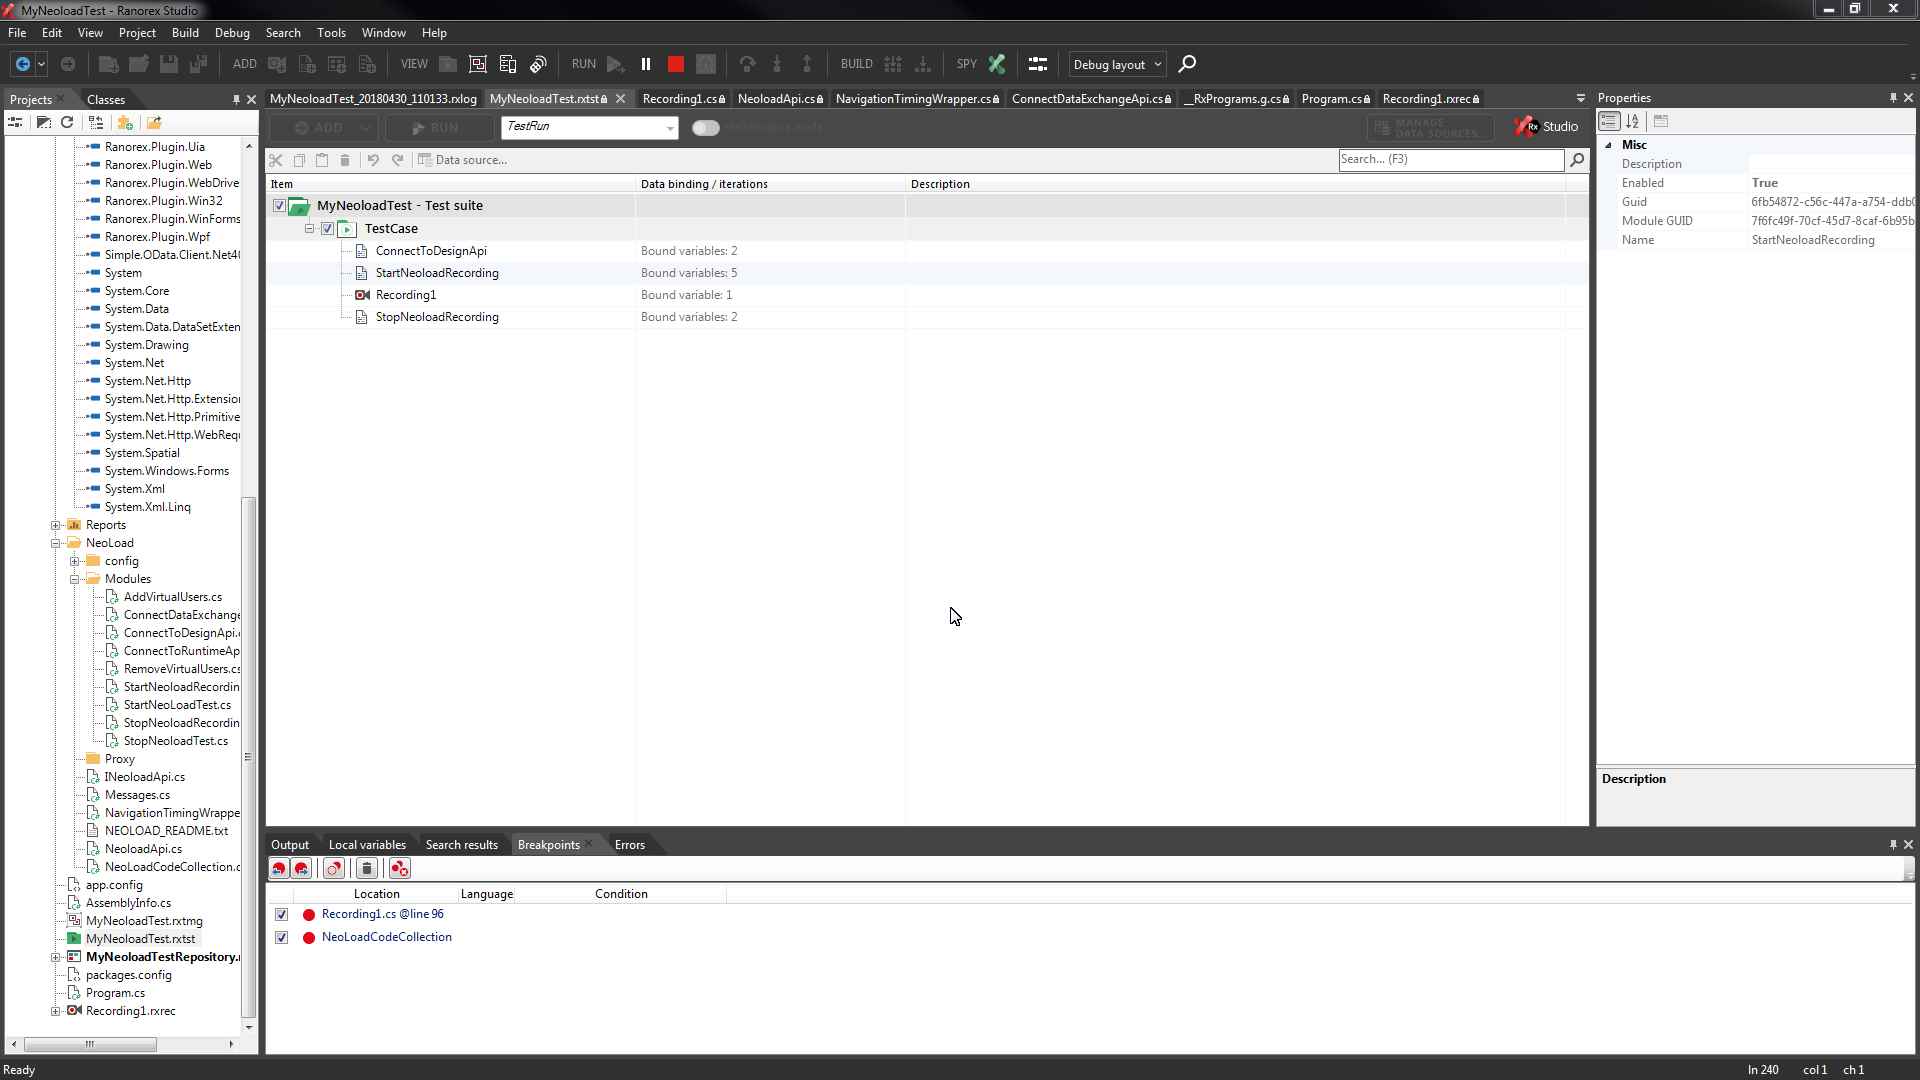 MyNeoloadTest - Ranorex Studio
File Edit View Project Build Debug Search Tools Window Help
ADD VIEW RUN BUILD SPY Debug layout
Projects Classes
MyNeoloadTest_20180430_110133.rxlog MyNeoloadTest.rxtst Recording1.cs NeoloadApi.cs NavigationTimingWrapper.cs ConnectDataExchangeApi.cs __RxPrograms.g.cs Program.cs Recording1.rxrec
Properties
ADD RUN TestRun MANAGE DATA SOURCES... Rx Studio
Data source... Search... (F3)
Item Data binding / iterations Description
MyNeoloadTest - Test suite
TestCase
ConnectToDesignApi Bound variables: 2
StartNeoloadRecording Bound variables: 5
Recording1 Bound variable: 1
StopNeoloadRecording Bound variables: 2
Ranorex.Plugin.Uia
Ranorex.Plugin.Web
Ranorex.Plugin.WebDrive
Ranorex.Plugin.Win32
Ranorex.Plugin.WinForms
Ranorex.Plugin.Wpf
Simple.OData.Client.Net4
System
System.Core
System.Data
System.Data.DataSetExten
System.Drawing
System.Net
System.Net.Http
System.Net.Http.Extension
System.Net.Http.Primitive
System.Net.Http.WebRequ
System.Spatial
System.Windows.Forms
System.Xml
System.Xml.Linq
Reports
NeoLoad
config
Modules
AddVirtualUsers.cs
ConnectDataExchange
ConnectToDesignApi.c
ConnectToRuntimeAp
RemoveVirtualUsers.cs
StartNeoloadRecordin
StartNeoLoadTest.cs
StopNeoloadRecordin
StopNeoloadTest.cs
Proxy
INeoloadApi.cs
Messages.cs
NavigationTimingWrappe
NEOLOAD_README.txt
NeoloadApi.cs
NeoLoadCodeCollection.c
app.config
AssemblyInfo.cs
MyNeoloadTest.rxtmg
MyNeoloadTest.rxtst
MyNeoloadTestRepository.r
packages.config
Program.cs
Recording1.rxrec
Misc
Description
Enabled True
Guid 6fb54872-c56c-447a-a754-ddb0
Module GUID 7f6fc49f-70cf-45d7-8caf-6b95b
Name StartNeoloadRecording
Description
Output Local variables Search results Breakpoints Errors
Location Language Condition
Recording1.cs @line 96
NeoLoadCodeCollection
Ready ln 240 col 1 ch 1